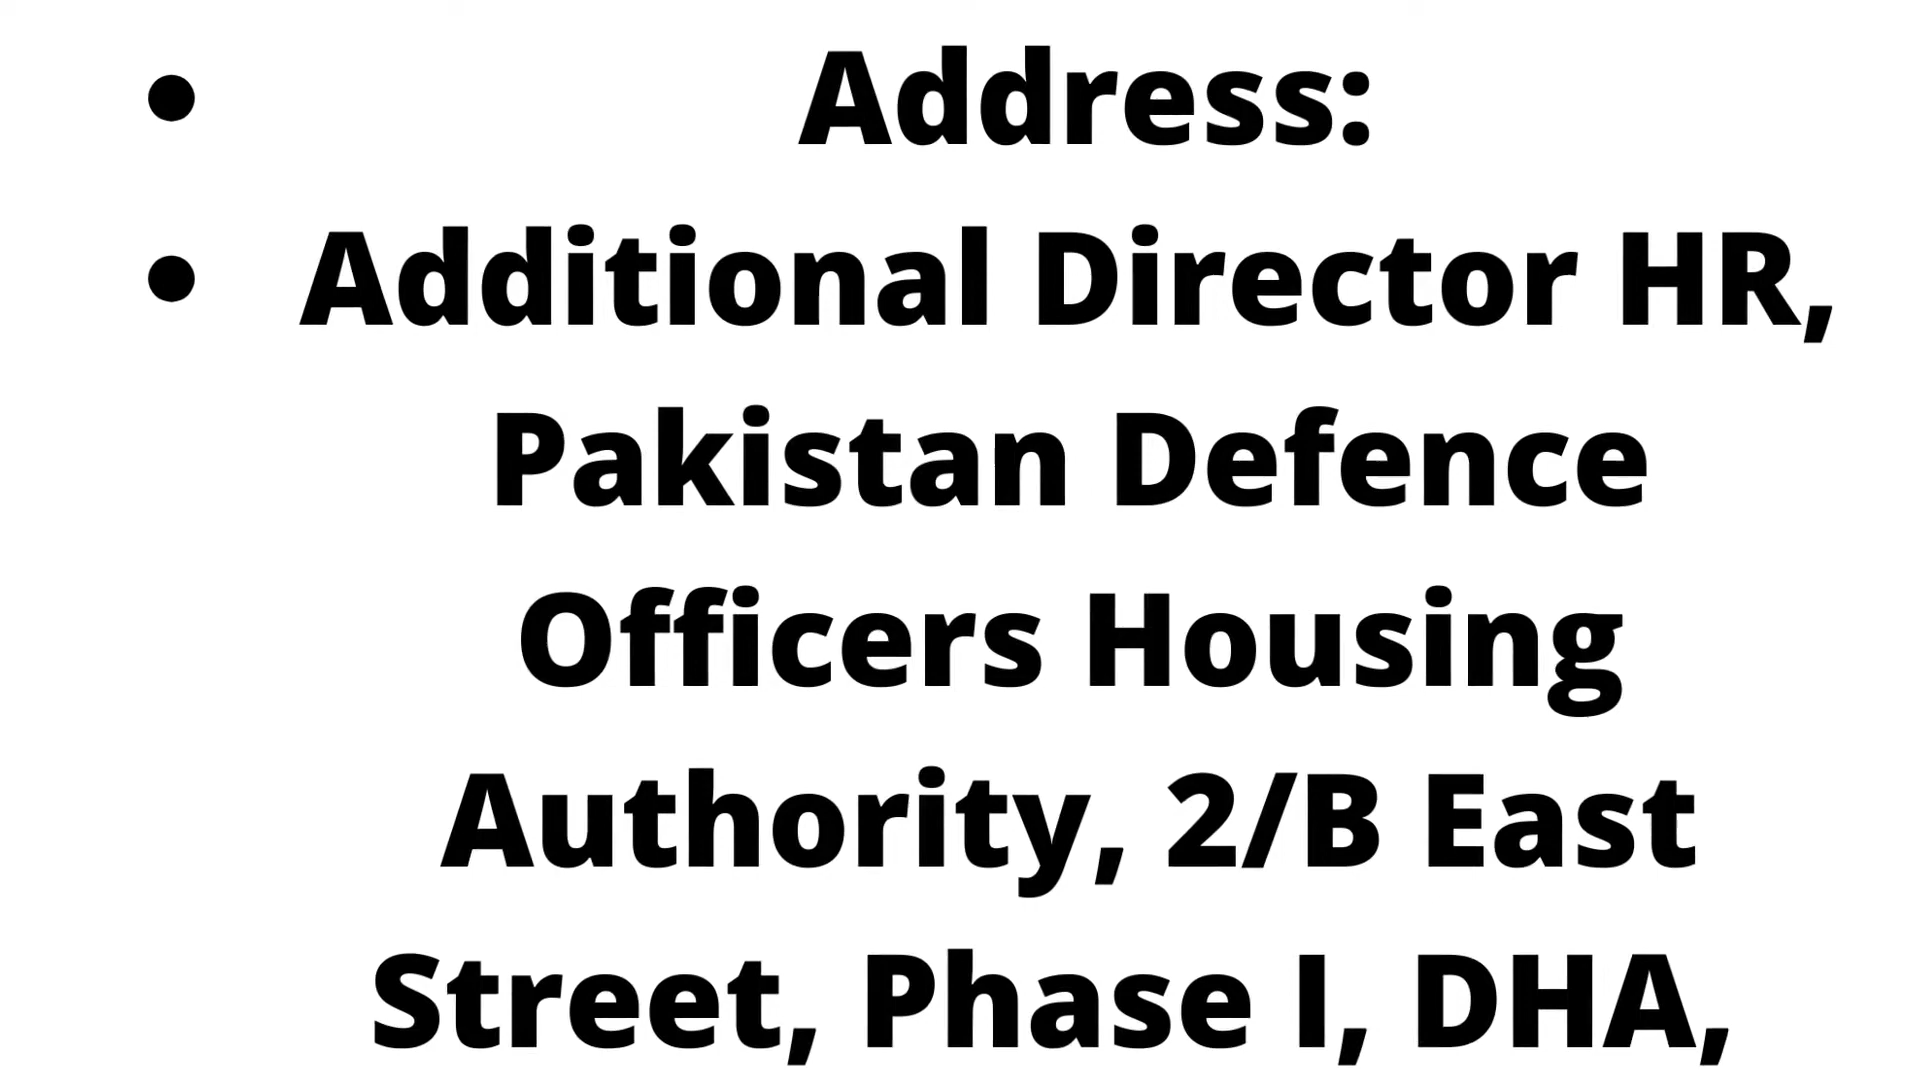 • Address:
• Additional Director HR,
Pakistan Defence
Officers Housing
Authority, 2/B East
Street, Phase I, DHA,